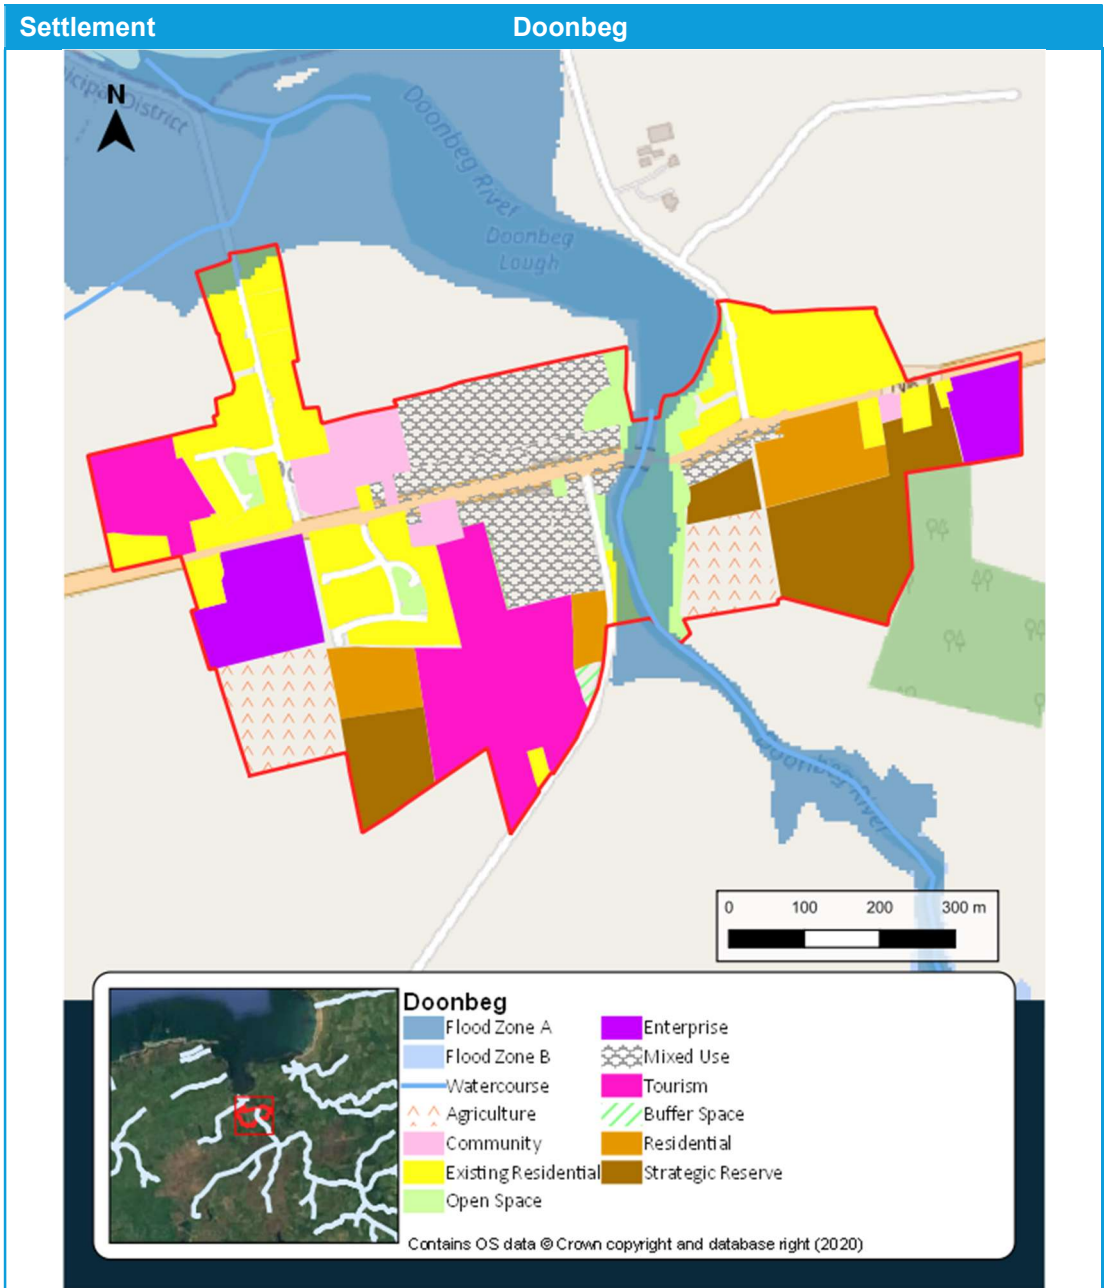 Settlement Doonbeg
N
icipal District
Doonbeg River
Doonbeg
Lough
Doonbeg River
0 100 200 300 m
Doonbeg
Flood Zone A
Flood Zone B
Watercourse
Agriculture
Community
Existing Residential
Open Space
Enterprise
Mixed Use
Tourism
Buffer Space
Residential
Strategic Reserve
Contains OS data © Crown copyright and database right (2020)